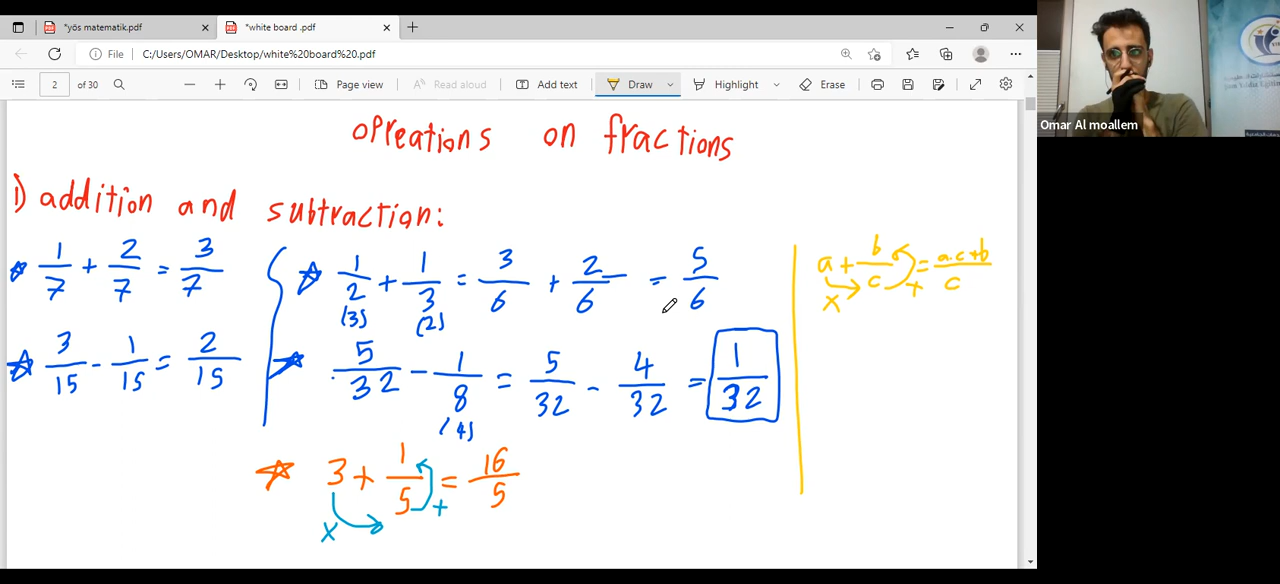 *yös matematik.pdf
*white board .pdf
File C:/Users/OMAR/Desktop/white%20board%20.pdf
2 of 30 Page view Read aloud Add text Draw Highlight Erase
Omar Al moallem
opreations on fractions
1) addition and subtraction:
1/7 + 2/7 = 3/7
3/15 - 1/15 = 2/15
1/2 + 1/3 = 3/6 + 2/6 = 5/6
(3) (2)
5/32 - 1/8 = 5/32 - 4/32 = 1/32
(4)
3 + 1/5 = 16/5
x +
a + b/c = a.c+b/c
x +